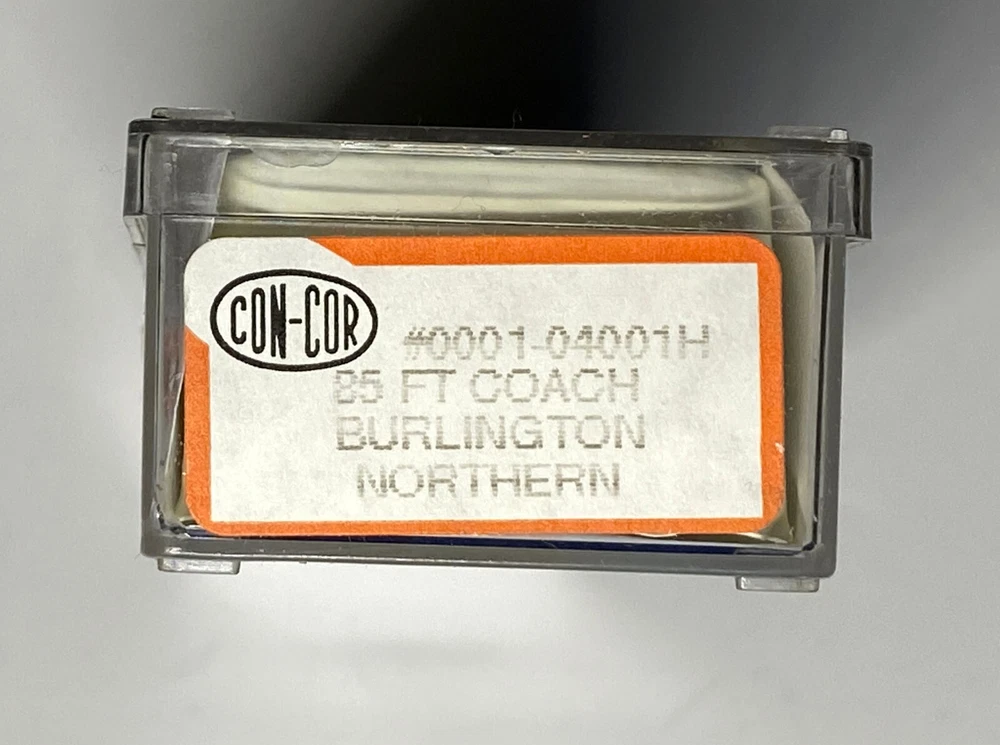 CON-COR
#0001-04001H
85 FT COACH
BURLINGTON
NORTHERN